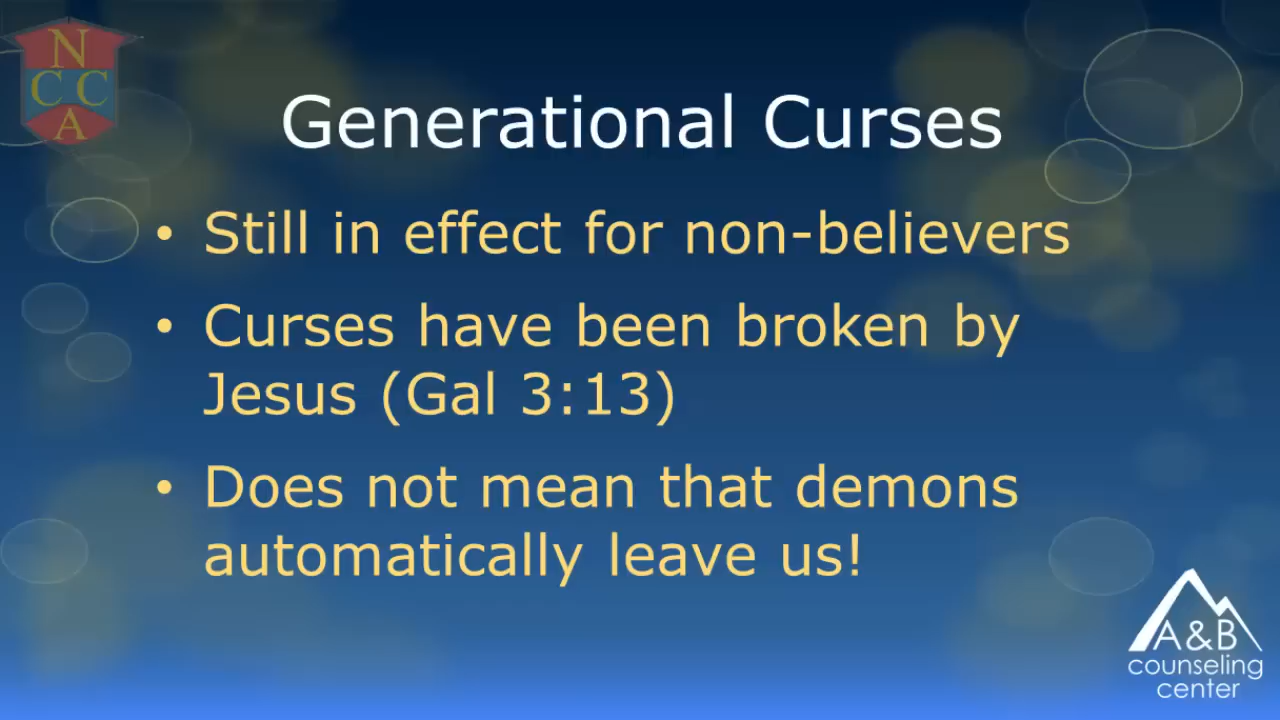 N
C C
A
Generational Curses
• Still in effect for non-believers
• Curses have been broken by
Jesus (Gal 3:13)
• Does not mean that demons
automatically leave us!
A&B
counseling
center